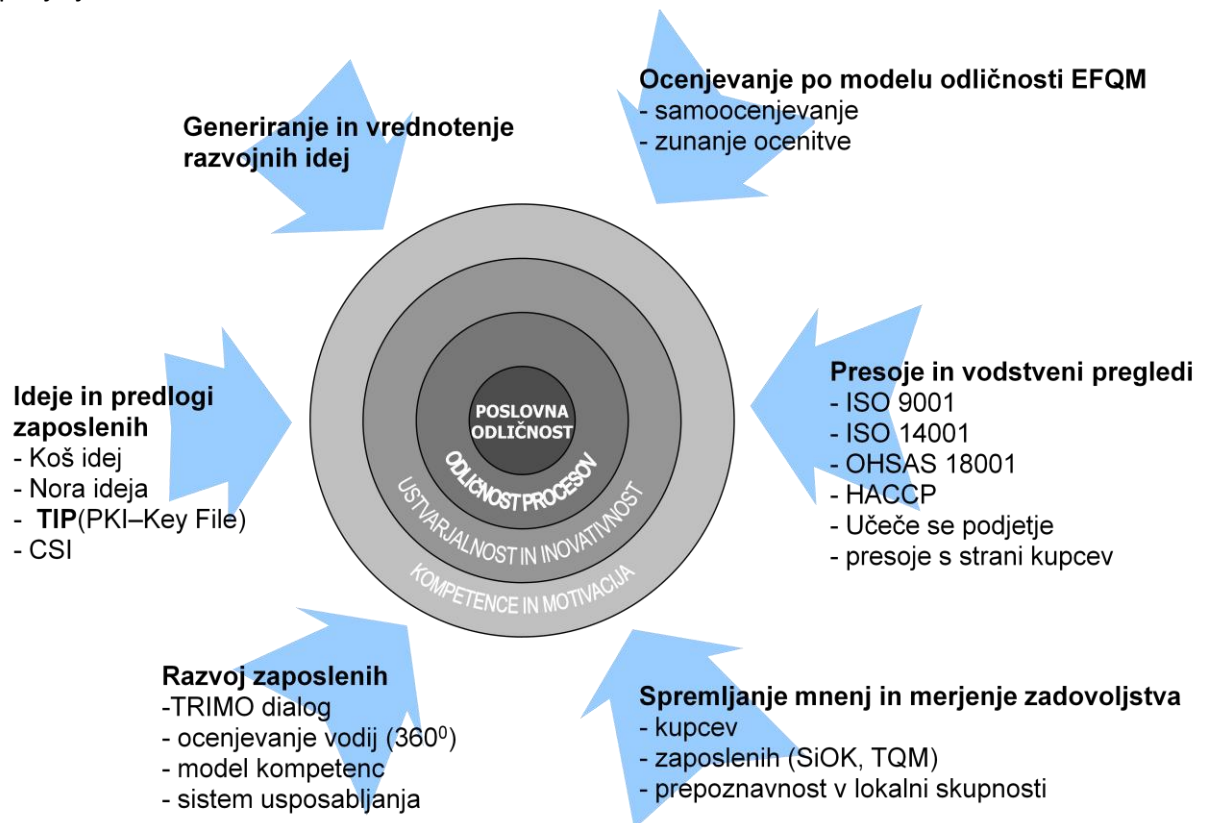 Generiranje in vrednotenje
razvojnih idej
Ocenjevanje po modelu odličnosti EFQM
- samoocenjevanje
- zunanje ocenitve
Ideje in predlogi
zaposlenih
- Koš idej
- Nora ideja
- TIP(PKI–Key File)
- CSI
POSLOVNA
ODLIČNOST
ODLIČNOST PROCESOV
USTVARJALNOST IN INOVATIVNOST
KOMPETENCE IN MOTIVACIJA
Presoje in vodstveni pregledi
- ISO 9001
- ISO 14001
- OHSAS 18001
- HACCP
- Učeče se podjetje
- presoje s strani kupcev
Razvoj zaposlenih
-TRIMO dialog
- ocenjevanje vodij (360⁰)
- model kompetenc
- sistem usposabljanja
Spremljanje mnenj in merjenje zadovoljstva
- kupcev
- zaposlenih (SiOK, TQM)
- prepoznavnost v lokalni skupnosti